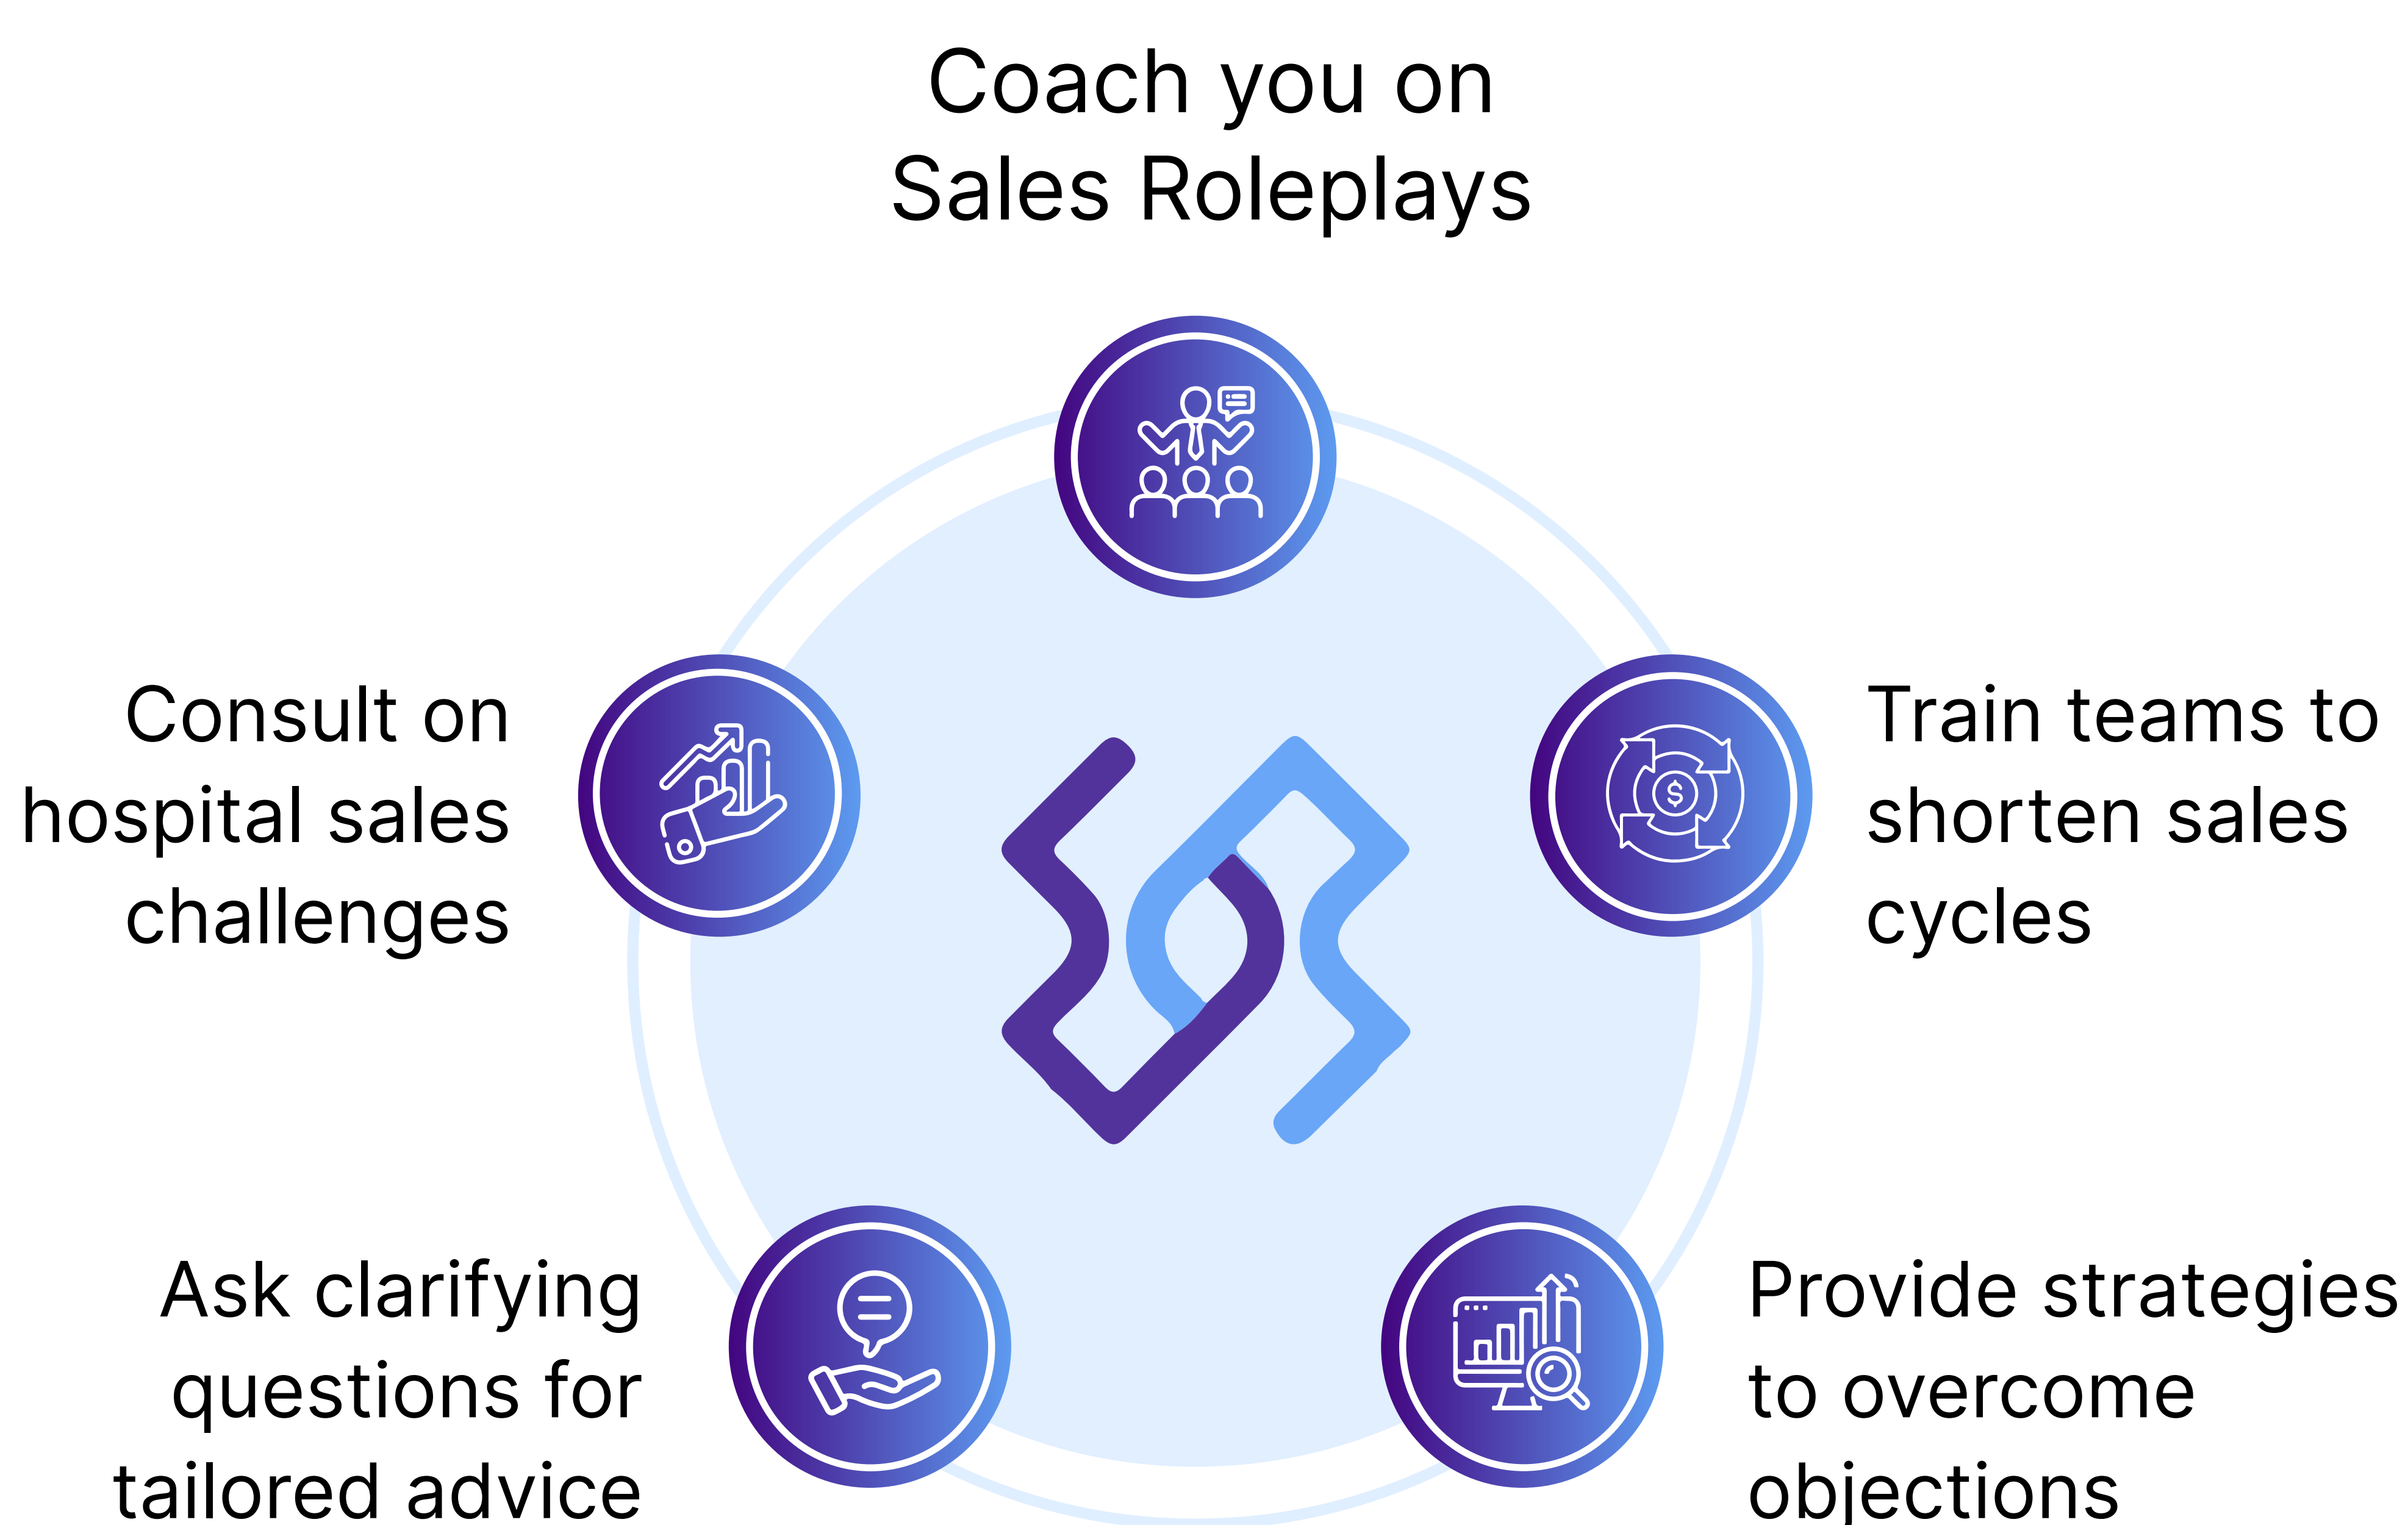 Coach you on
Sales Roleplays
Consult on
hospital sales
challenges
Train teams to
shorten sales
cycles
$
Ask clarifying
questions for
tailored advice
Provide strategies
to overcome
objections